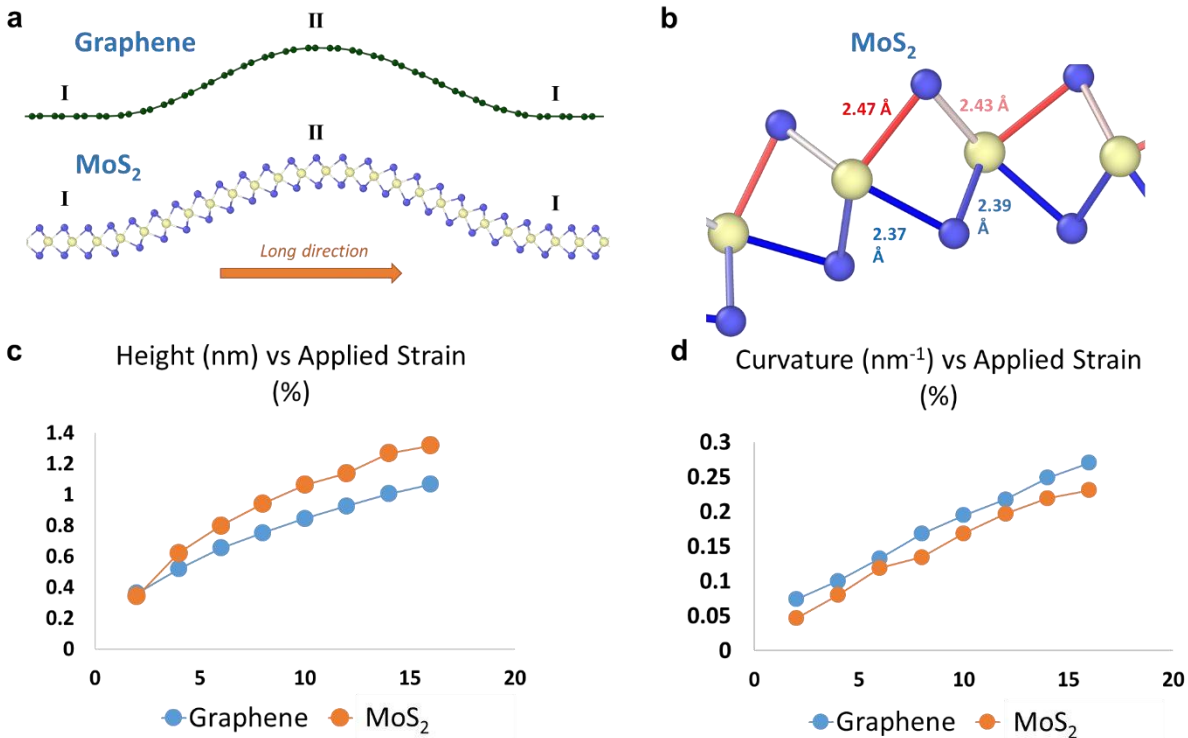 a
Graphene
I
II
I
MoS₂
I
II
I
Long direction
b
MoS₂
2.47 Å
2.43 Å
2.37
Å
2.39
Å
c
Height (nm) vs Applied Strain
(%)
1.4
1.2
1
0.8
0.6
0.4
0.2
0
0
5
10
15
20
Graphene
MoS₂
d
Curvature (nm⁻¹) vs Applied Strain
(%)
0.3
0.25
0.2
0.15
0.1
0.05
0
0
5
10
15
20
Graphene
MoS₂